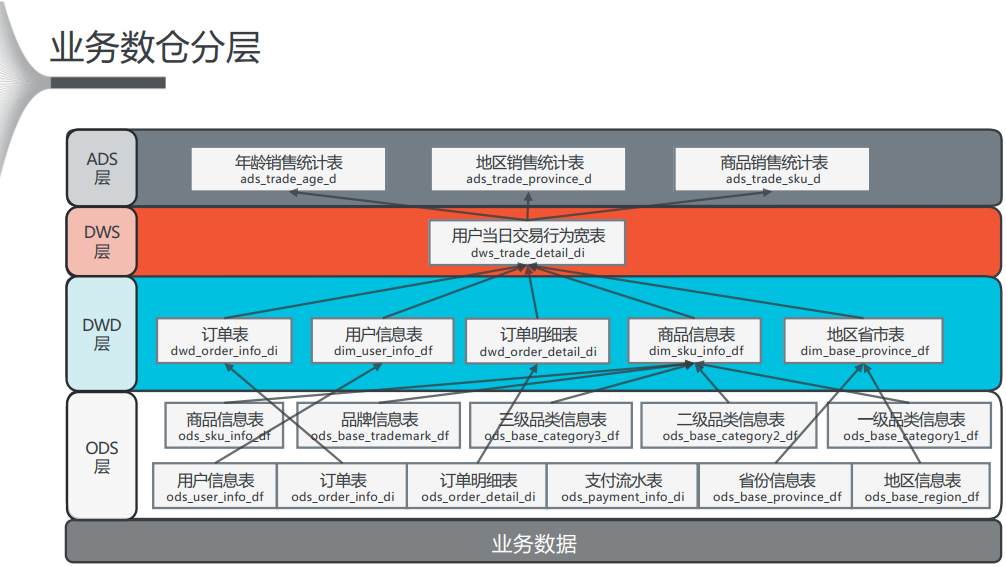 业务数仓分层
ADS
层
年龄销售统计表
ads_trade_age_d
地区销售统计表
ads_trade_province_d
商品销售统计表
ads_trade_sku_d
DWS
层
用户当日交易行为宽表
dws_trade_detail_di
DWD
层
订单表
dwd_order_info_di
用户信息表
dim_user_info_df
订单明细表
dwd_order_detail_di
商品信息表
dim_sku_info_df
地区省市表
dim_base_province_df
ODS
层
商品信息表
ods_sku_info_df
品牌信息表
ods_base_trademark_df
三级品类信息表
ods_base_category3_df
二级品类信息表
ods_base_category2_df
一级品类信息表
ods_base_category1_df
用户信息表
ods_user_info_df
订单表
ods_order_info_di
订单明细表
ods_order_detail_di
支付流水表
ods_payment_info_di
省份信息表
ods_base_province_df
地区信息表
ods_base_region_df
业务数据